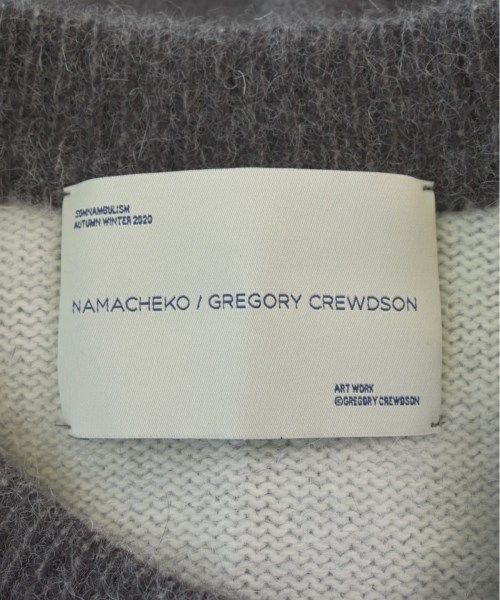 SOMNAMBULISM
AUTUMN WINTER 2020
NAMACHEKO / GREGORY CREWDSON
ART WORK
©GREGORY CREWDSON